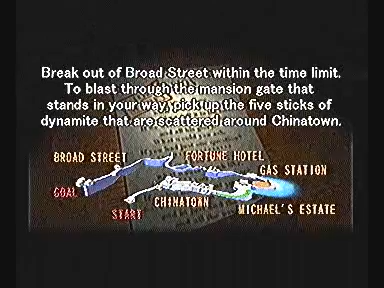 Break out of Broad Street within the time limit.
To blast through the mansion gate that
stands in your way, pick up the five sticks of
dynamite that are scattered around Chinatown.
BROAD STREET
FORTUNE HOTEL
GAS STATION
GOAL
CHINATOWN
START
MICHAEL'S ESTATE